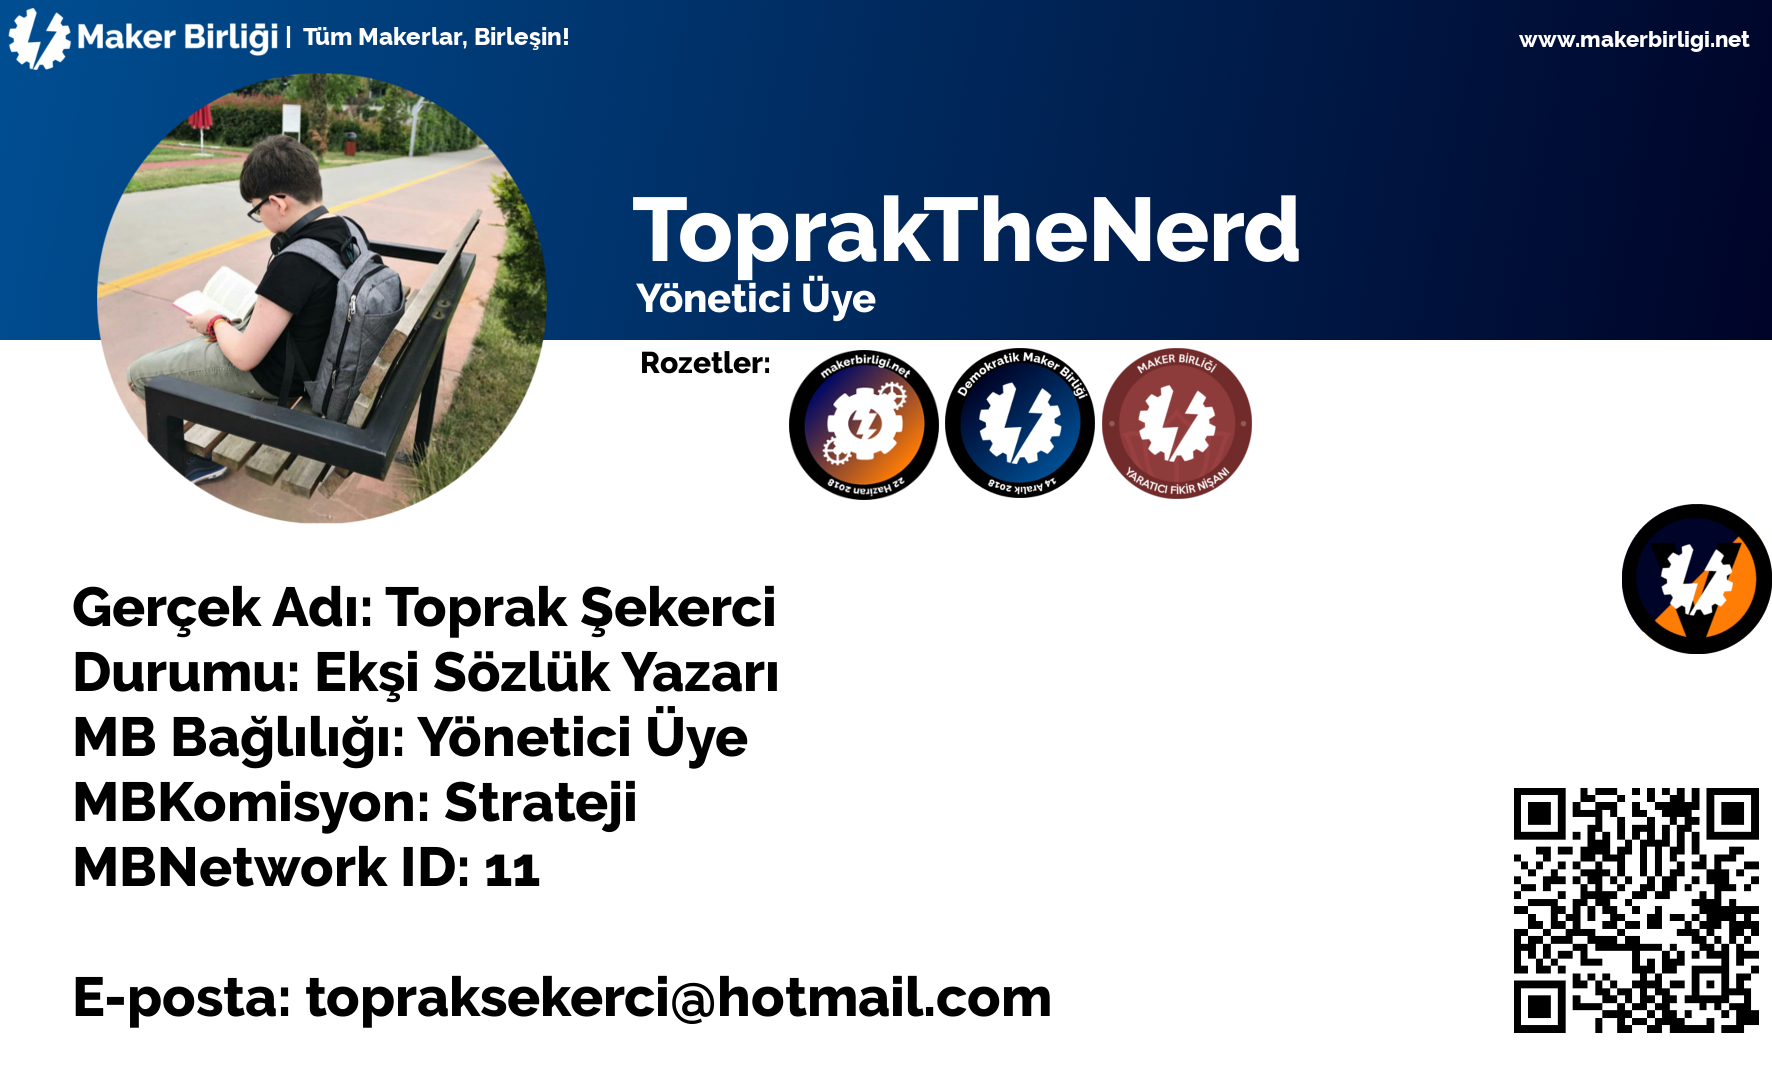 Maker Birliği | Tüm Makerlar, Birleşin!
www.makerbirligi.net
ToprakTheNerd
Yönetici Üye
Rozetler:
makerbirligi.net
22 Haziran 2018
Demokratik Maker Birliği
14 Aralık 2018
MAKER BİRLİĞİ
YARATICI FİKİR NİŞANI
Gerçek Adı: Toprak Şekerci
Durumu: Ekşi Sözlük Yazarı
MB Bağlılığı: Yönetici Üye
MBKomisyon: Strateji
MBNetwork ID: 11
E-posta: topraksekerci@hotmail.com